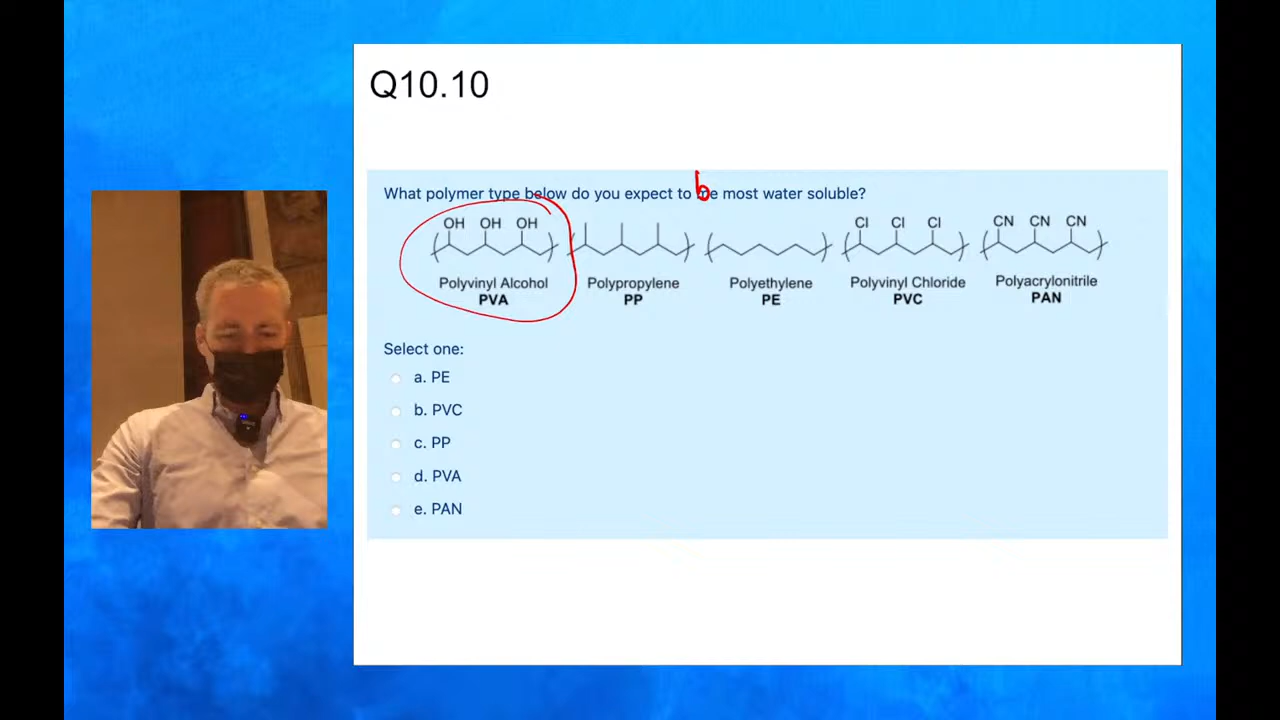 Q10.10
What polymer type below do you expect to be most water soluble?
OH OH OH Cl Cl Cl CN CN CN
Polyvinyl Alcohol Polypropylene Polyethylene Polyvinyl Chloride Polyacrylonitrile
PVA PP PE PVC PAN
Select one:
a. PE
b. PVC
c. PP
d. PVA
e. PAN